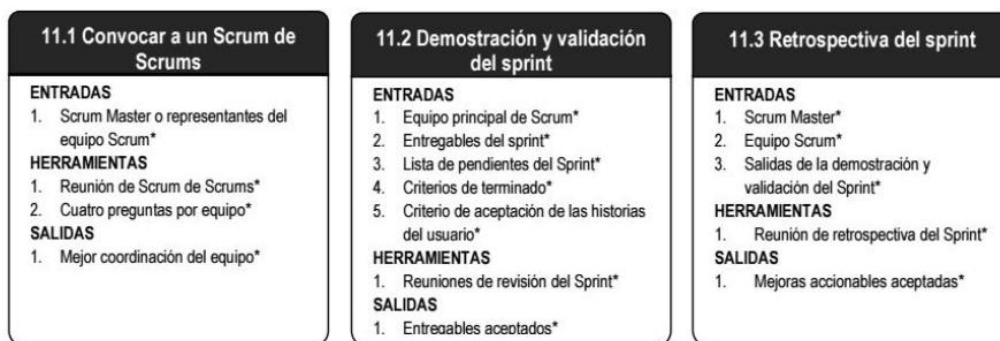 11.1 Convocar a un Scrum de
Scrums
ENTRADAS
1. Scrum Master o representantes del
equipo Scrum*
HERRAMIENTAS
1. Reunión de Scrum de Scrums*
2. Cuatro preguntas por equipo*
SALIDAS
1. Mejor coordinación del equipo*
11.2 Demostración y validación
del sprint
ENTRADAS
1. Equipo principal de Scrum*
2. Entregables del sprint*
3. Lista de pendientes del Sprint*
4. Criterios de terminado*
5. Criterio de aceptación de las historias
del usuario*
HERRAMIENTAS
1. Reuniones de revisión del Sprint*
SALIDAS
1. Entregables aceptados*
11.3 Retrospectiva del sprint
ENTRADAS
1. Scrum Master*
2. Equipo Scrum*
3. Salidas de la demostración y
validación del Sprint*
HERRAMIENTAS
1. Reunión de retrospectiva del Sprint*
SALIDAS
1. Mejoras accionables aceptadas*